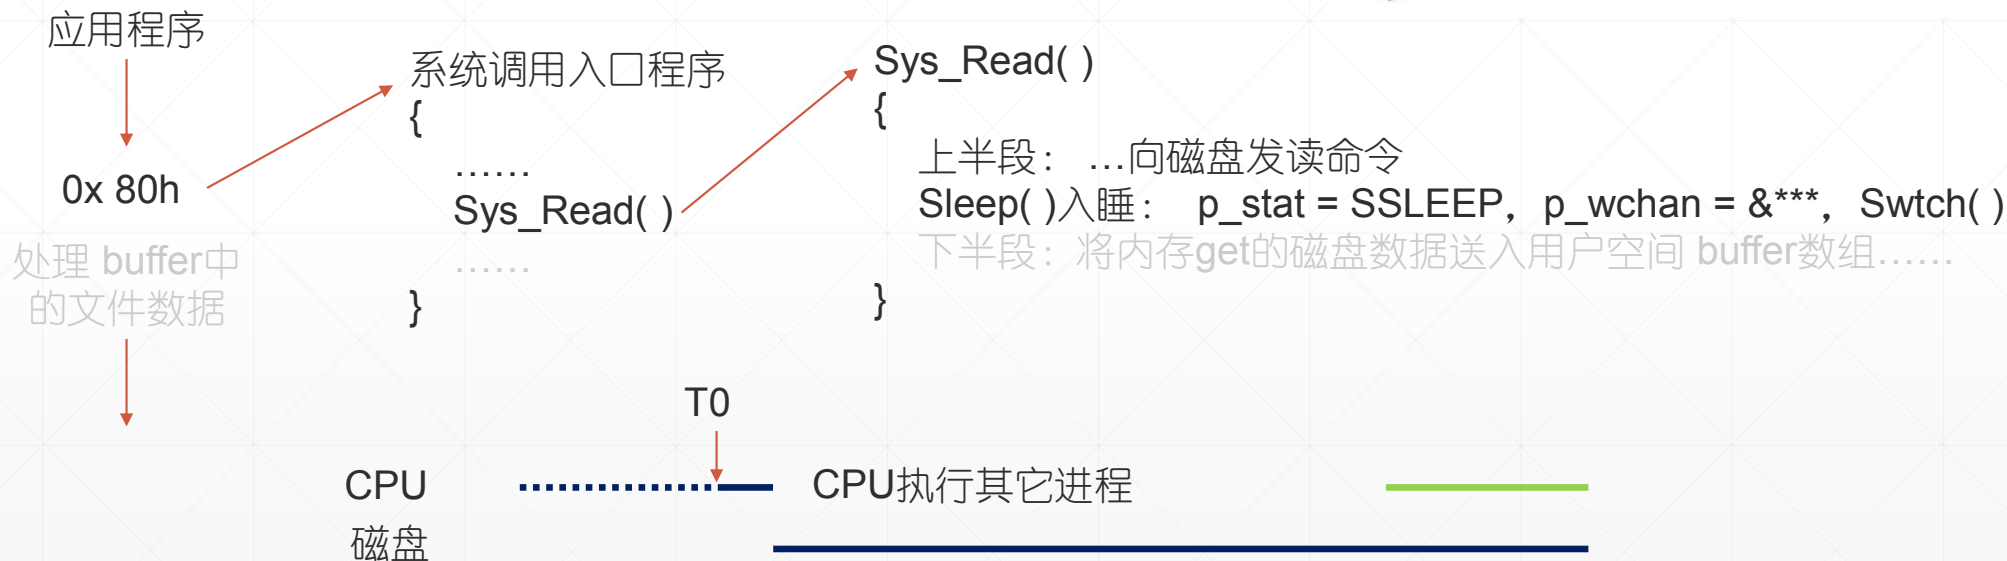 应用程序
0x 80h
处理 buffer中
的文件数据
系统调用入口程序
{
……
Sys_Read( )
……
}
Sys_Read( )
{
上半段： …向磁盘发读命令
Sleep( )入睡： p_stat = SSLEEP，p_wchan = &***，Swtch( )
下半段：将内存get的磁盘数据送入用户空间 buffer数组……
}
T0
CPU
CPU执行其它进程
磁盘